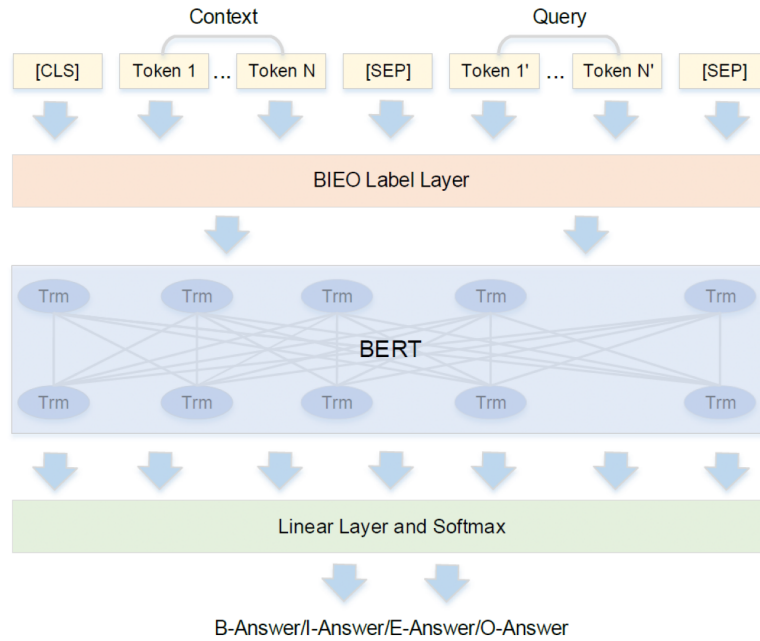 Context Query
[CLS] Token 1 ... Token N [SEP] Token 1' ... Token N' [SEP]
BIEO Label Layer
Trm Trm Trm Trm Trm
BERT
Trm Trm Trm Trm Trm
Linear Layer and Softmax
B-Answer/I-Answer/E-Answer/O-Answer